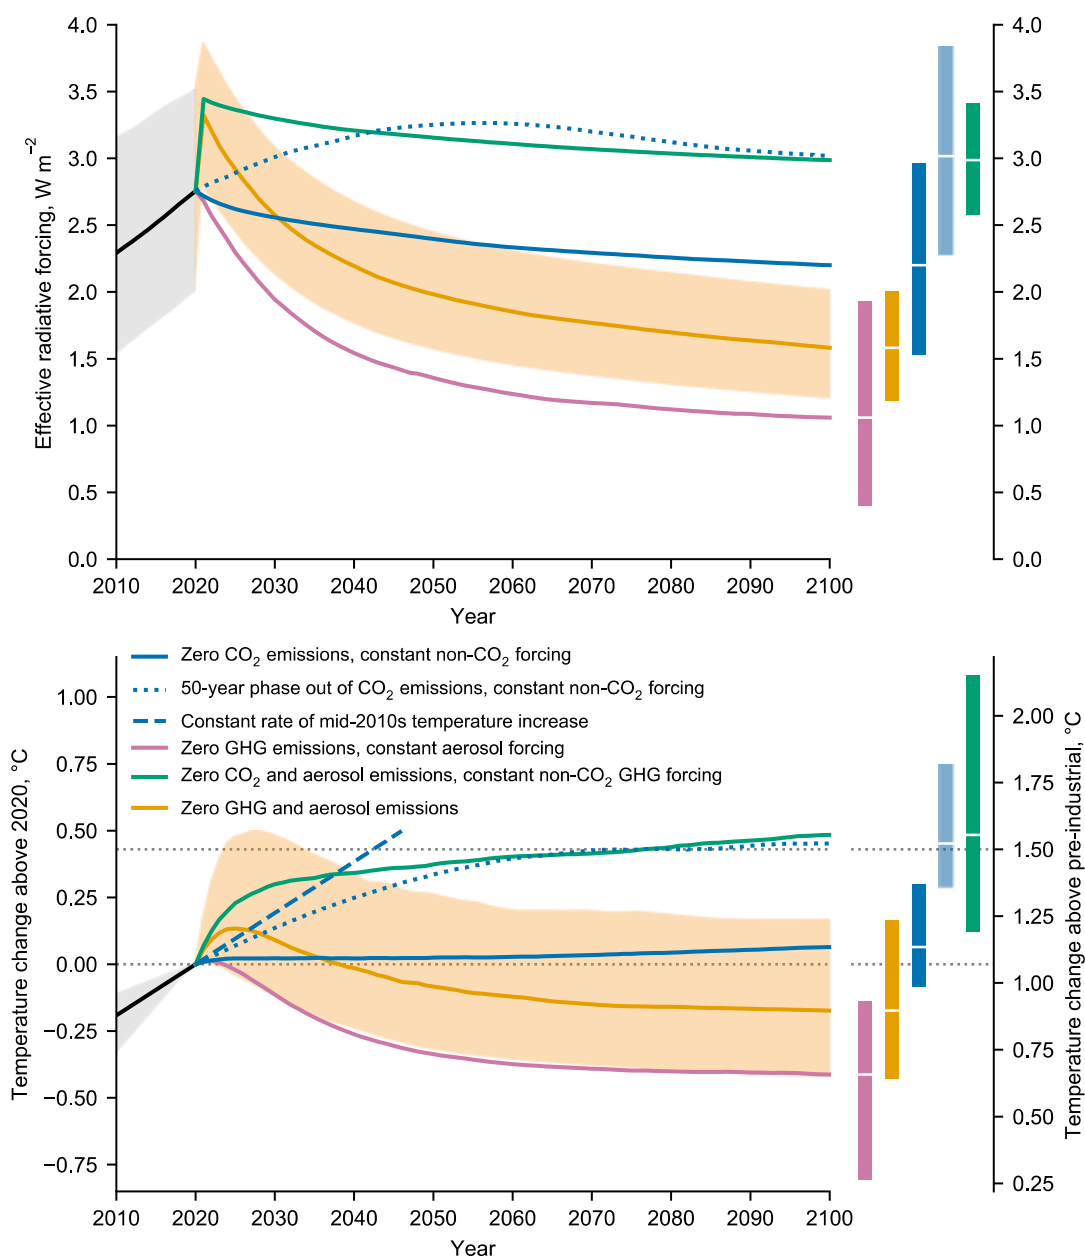 Effective radiative forcing, W m⁻²
4.0
3.5
3.0
2.5
2.0
1.5
1.0
0.5
0.0
4.0
3.5
3.0
2.5
2.0
1.5
1.0
0.5
0.0
2010 2020 2030 2040 2050 2060 2070 2080 2090 2100
Year
Zero CO₂ emissions, constant non-CO₂ forcing
50-year phase out of CO₂ emissions, constant non-CO₂ forcing
Constant rate of mid-2010s temperature increase
Zero GHG emissions, constant aerosol forcing
Zero CO₂ and aerosol emissions, constant non-CO₂ GHG forcing
Zero GHG and aerosol emissions
Temperature change above 2020, °C
1.00
0.75
0.50
0.25
0.00
−0.25
−0.50
−0.75
Temperature change above pre-industrial, °C
2.00
1.75
1.50
1.25
1.00
0.75
0.50
0.25
2010 2020 2030 2040 2050 2060 2070 2080 2090 2100
Year